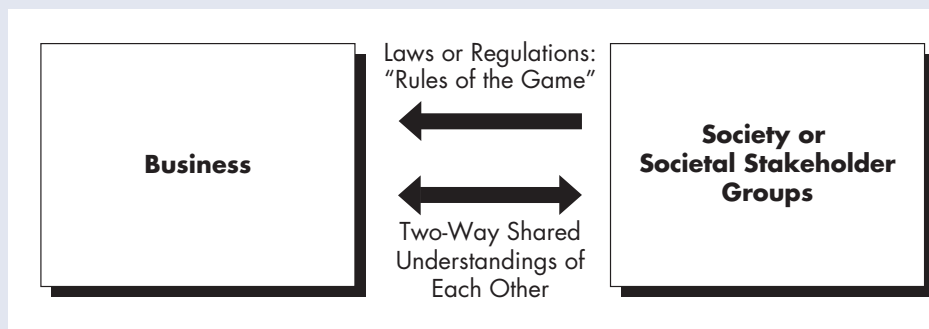 Business
Laws or Regulations:
“Rules of the Game”
Two-Way Shared
Understandings of
Each Other
Society or
Societal Stakeholder
Groups